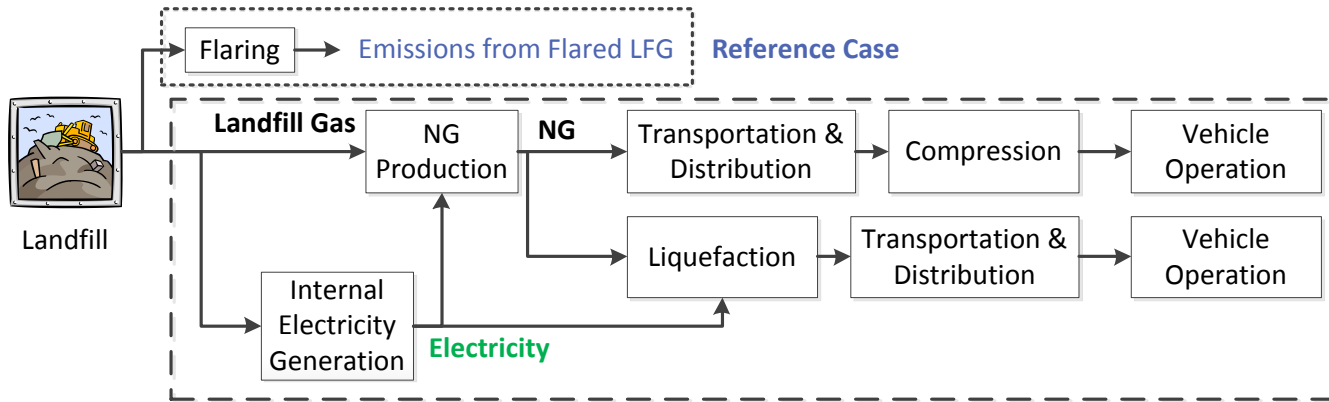 Flaring
Emissions from Flared LFG
Reference Case
Landfill Gas
NG
Production
NG
Transportation &
Distribution
Compression
Vehicle
Operation
Landfill
Liquefaction
Transportation &
Distribution
Vehicle
Operation
Internal
Electricity
Generation
Electricity